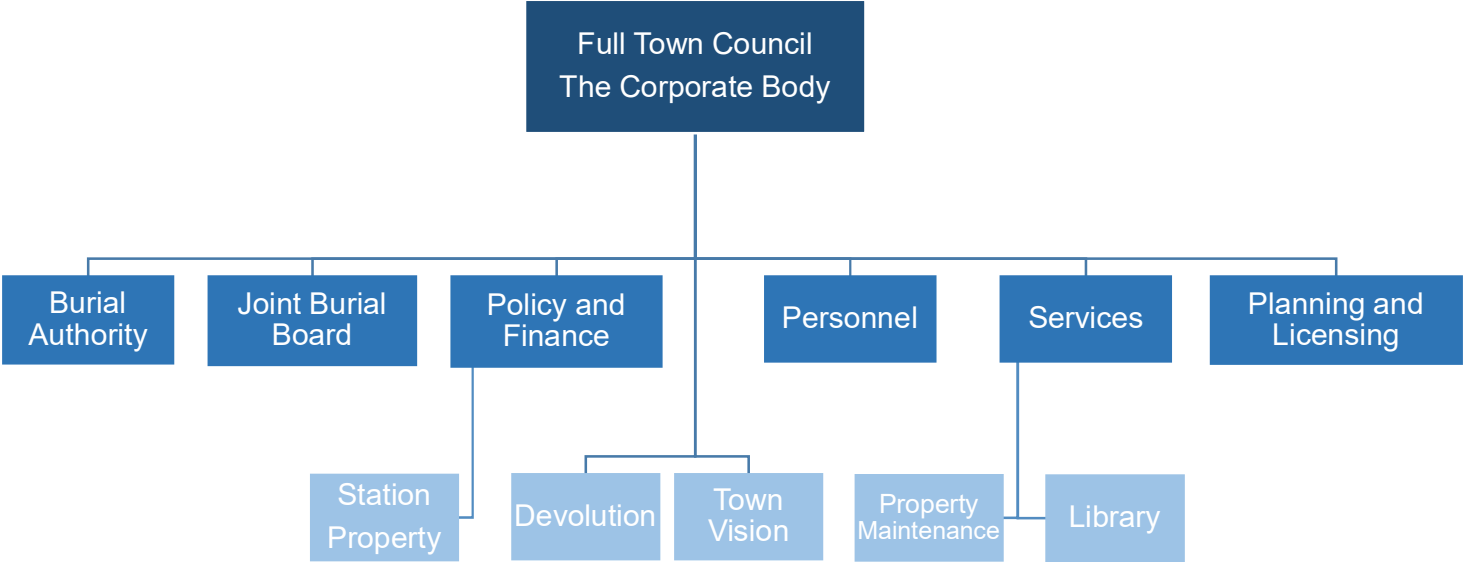 Full Town Council
The Corporate Body
Burial
Authority
Joint Burial
Board
Policy and
Finance
Personnel
Services
Planning and
Licensing
Station
Property
Devolution
Town
Vision
Property
Maintenance
Library